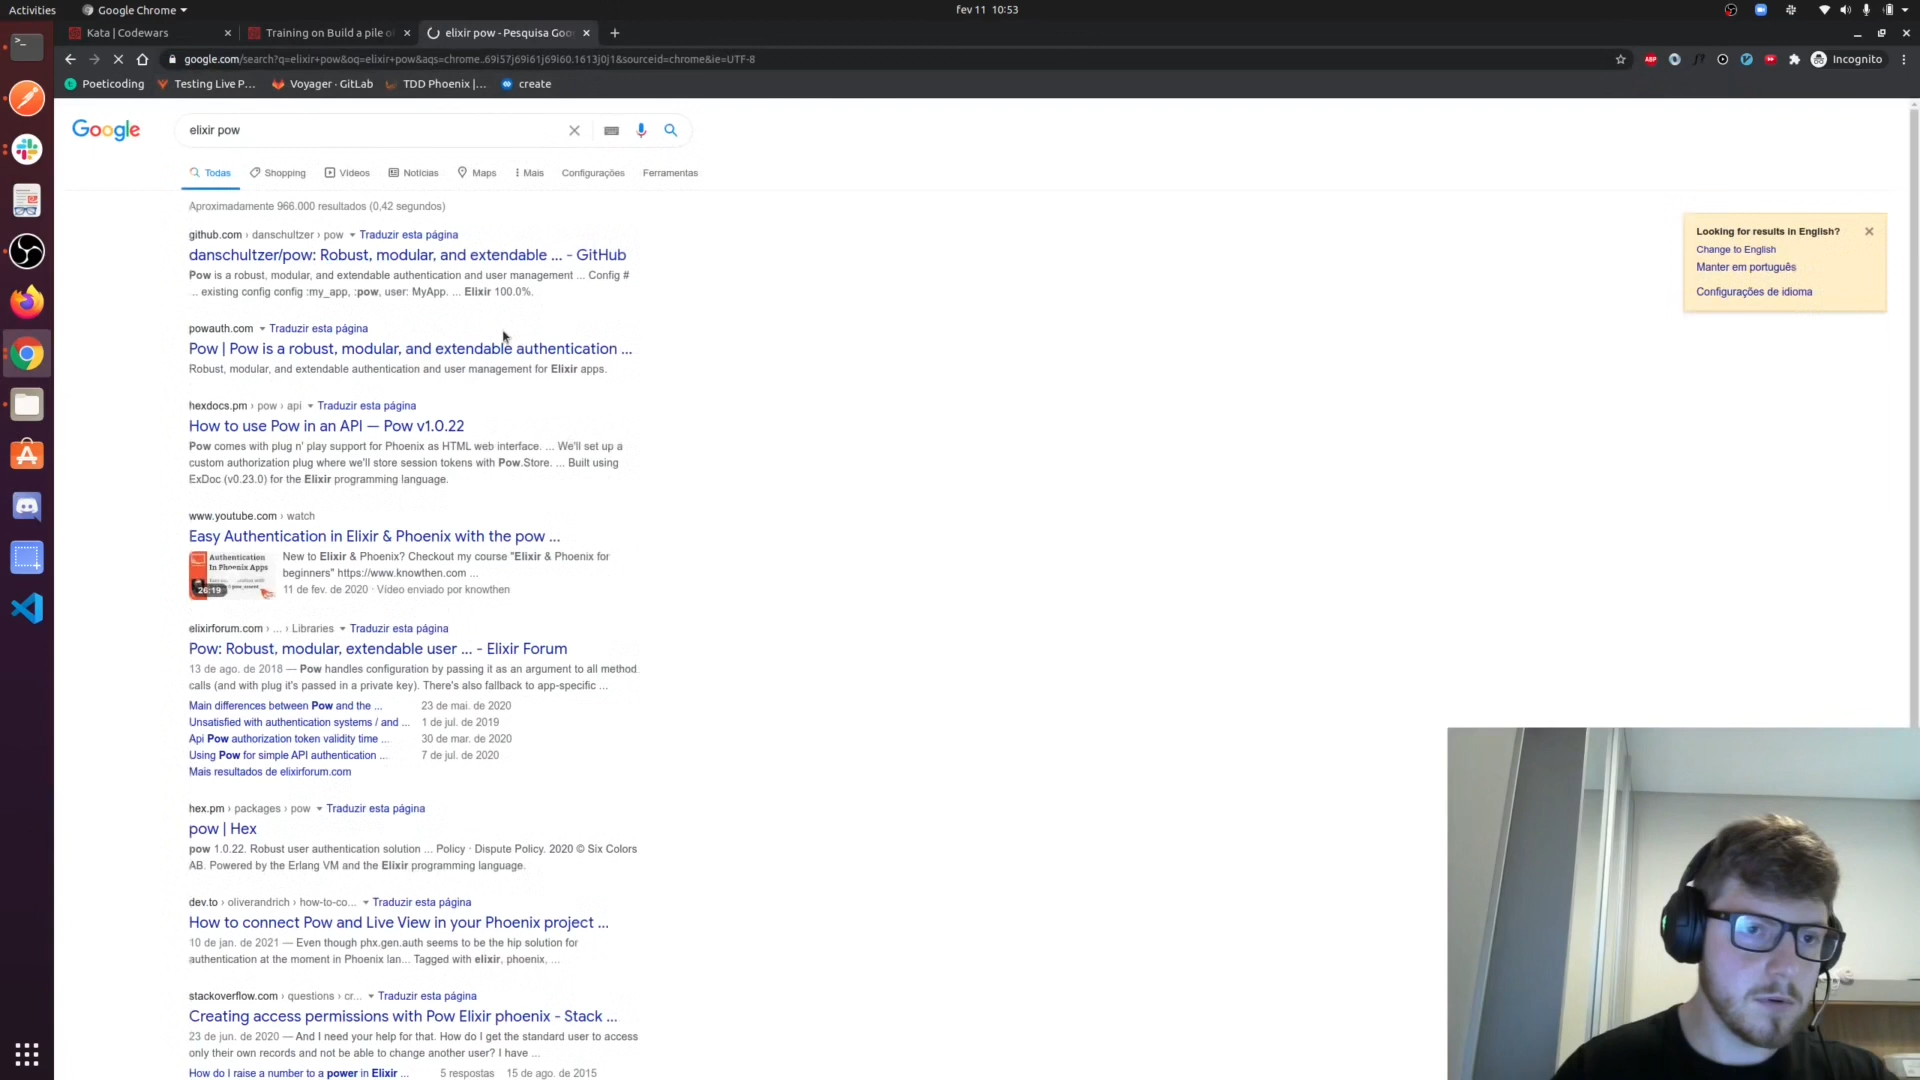 Activities
Google Chrome
fev 11 10:53
Kata | Codewars
Training on Build a pile o
elixir pow - Pesquisa Goo
google.com/search?q=elixir+pow&oq=elixir+pow&aqs=chrome..69i57j69i61j69i60.1613j0j1&sourceid=chrome&ie=UTF-8
ABP
Incognito
Poeticoding
Testing Live P...
Voyager · GitLab
TDD Phoenix |...
create
Google
elixir pow
Todas
Shopping
Vídeos
Notícias
Maps
Mais
Configurações
Ferramentas
Aproximadamente 966.000 resultados (0,42 segundos)
github.com › danschultzer › pow
Traduzir esta página
danschultzer/pow: Robust, modular, and extendable ... - GitHub
Pow is a robust, modular, and extendable authentication and user management ... Config #
... existing config config :my_app, :pow, user: MyApp. ... Elixir 100.0%.
powauth.com
Traduzir esta página
Pow | Pow is a robust, modular, and extendable authentication ...
Robust, modular, and extendable authentication and user management for Elixir apps.
hexdocs.pm › pow › api
Traduzir esta página
How to use Pow in an API — Pow v1.0.22
Pow comes with plug n' play support for Phoenix as HTML web interface. ... We'll set up a
custom authorization plug where we'll store session tokens with Pow.Store. ... Built using
ExDoc (v0.23.0) for the Elixir programming language.
www.youtube.com › watch
Easy Authentication in Elixir & Phoenix with the pow ...
Authentication
In Phoenix Apps
26:19
New to Elixir & Phoenix? Checkout my course "Elixir & Phoenix for
beginners" https://www.knowthen.com ...
11 de fev. de 2020 · Vídeo enviado por knowthen
elixirforum.com › ... › Libraries
Traduzir esta página
Pow: Robust, modular, extendable user ... - Elixir Forum
13 de ago. de 2018 — Pow handles configuration by passing it as an argument to all method
calls (and with plug it's passed in a private key). There's also fallback to app-specific ...
Main differences between Pow and the ...
23 de mai. de 2020
Unsatisfied with authentication systems / and ...
1 de jul. de 2019
Api Pow authorization token validity time ...
30 de mar. de 2020
Using Pow for simple API authentication ...
7 de jul. de 2020
Mais resultados de elixirforum.com
hex.pm › packages › pow
Traduzir esta página
pow | Hex
pow 1.0.22. Robust user authentication solution ... Policy · Dispute Policy. 2020 © Six Colors
AB. Powered by the Erlang VM and the Elixir programming language.
dev.to › oliverandrich › how-to-co...
Traduzir esta página
How to connect Pow and Live View in your Phoenix project ...
10 de jan. de 2021 — Even though phx.gen.auth seems to be the hip solution for
authentication at the moment in Phoenix lan... Tagged with elixir, phoenix, ...
stackoverflow.com › questions › cr...
Traduzir esta página
Creating access permissions with Pow Elixir phoenix - Stack ...
23 de jun. de 2020 — And I need your help for that. How do I get the standard user to access
only their own records and not be able to change another user? I have ...
How do I raise a number to a power in Elixir ...
5 respostas
15 de ago. de 2015
Looking for results in English?
Change to English
Manter em português
Configurações de idioma